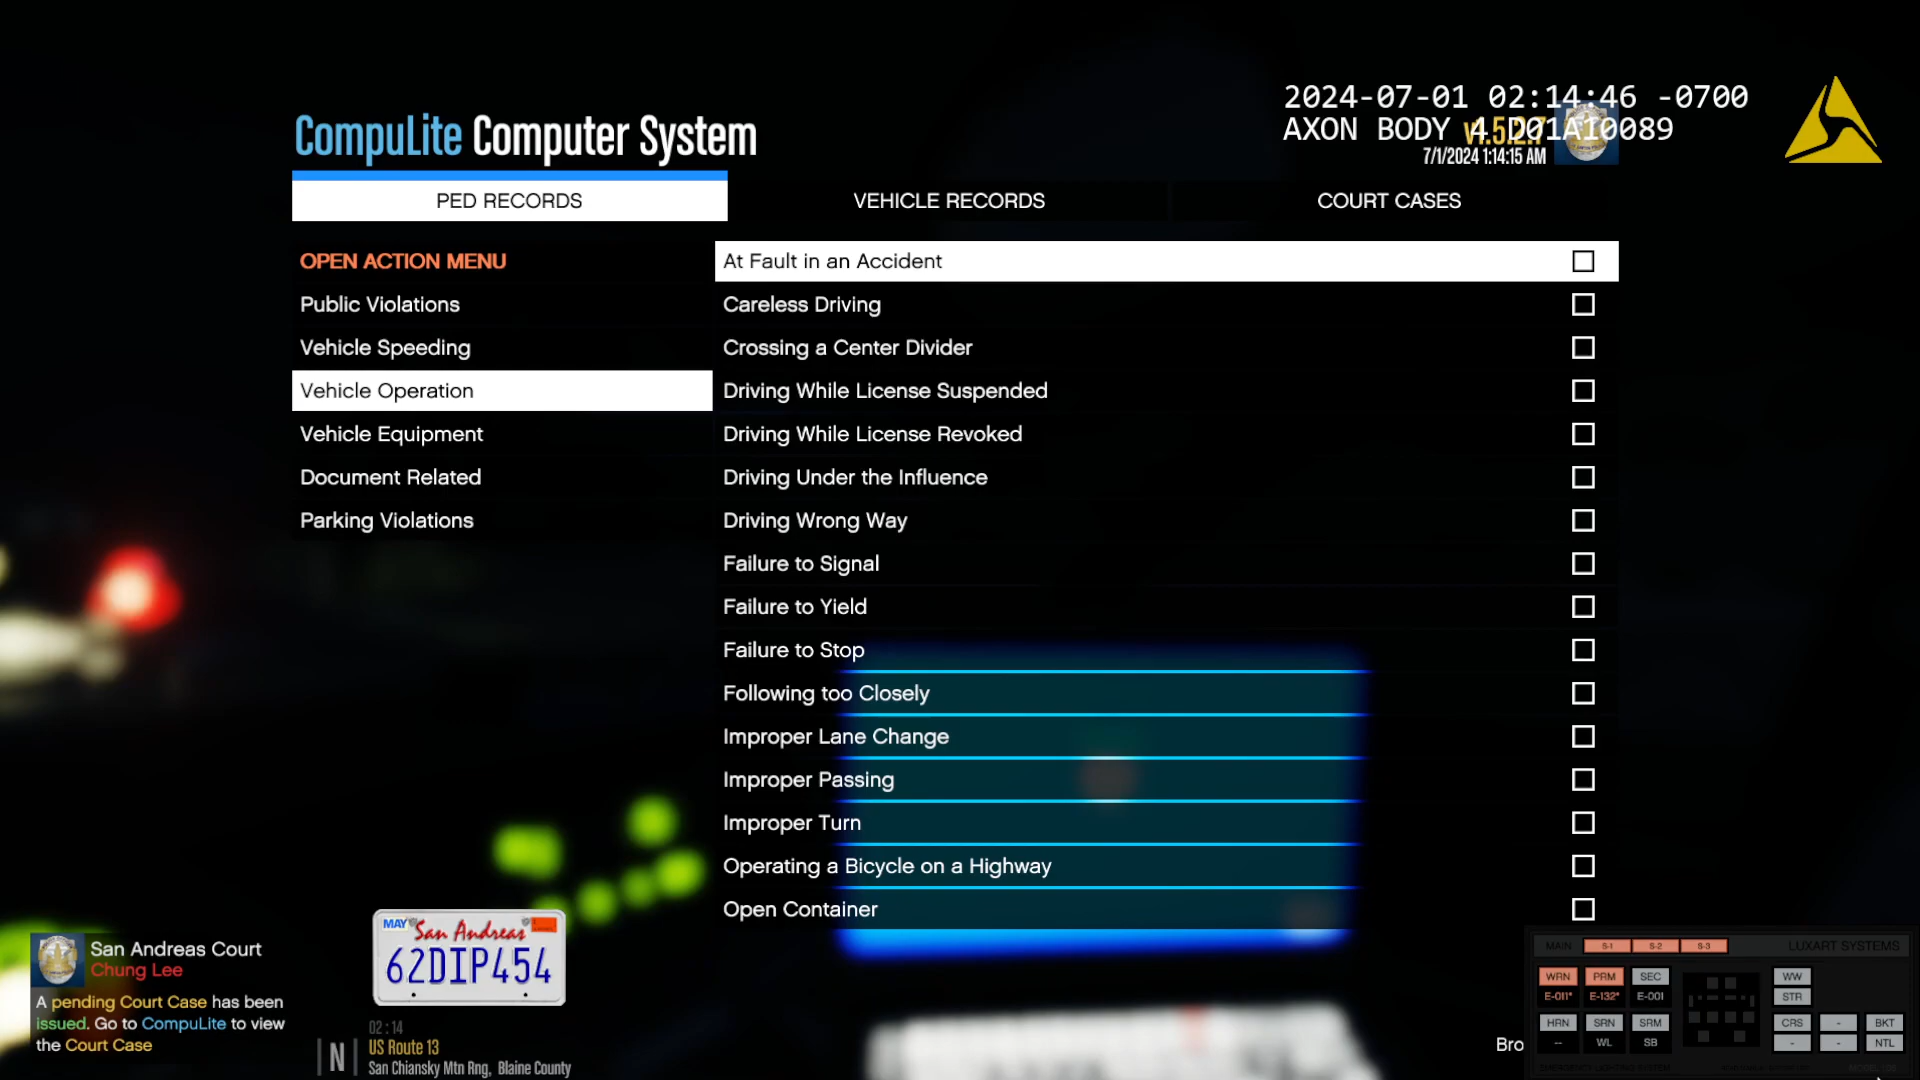 2024-07-01 02:14:46 -0700
AXON BODY 4 D01A10089
CompuLite Computer System
v1.5.2.7
7/1/2024 1:14:15 AM
PED RECORDS
VEHICLE RECORDS
COURT CASES
OPEN ACTION MENU
Public Violations
Vehicle Speeding
Vehicle Operation
Vehicle Equipment
Document Related
Parking Violations
At Fault in an Accident
Careless Driving
Crossing a Center Divider
Driving While License Suspended
Driving While License Revoked
Driving Under the Influence
Driving Wrong Way
Failure to Signal
Failure to Yield
Failure to Stop
Following too Closely
Improper Lane Change
Improper Passing
Improper Turn
Operating a Bicycle on a Highway
Open Container
San Andreas Court
Chung Lee
A pending Court Case has been
issued. Go to CompuLite to view
the Court Case
MAY
San Andreas
62DIP454
02:14
N
US Route 13
San Chiansky Mtn Rng, Blaine County
Bro
MAIN S-1 S-2 S-3 LUXART SYSTEMS
WRN PRM SEC WW
E-011* E-132* E-001 STR
HRN SRN SRM CRS - BKT
-- WL SB - - NTL